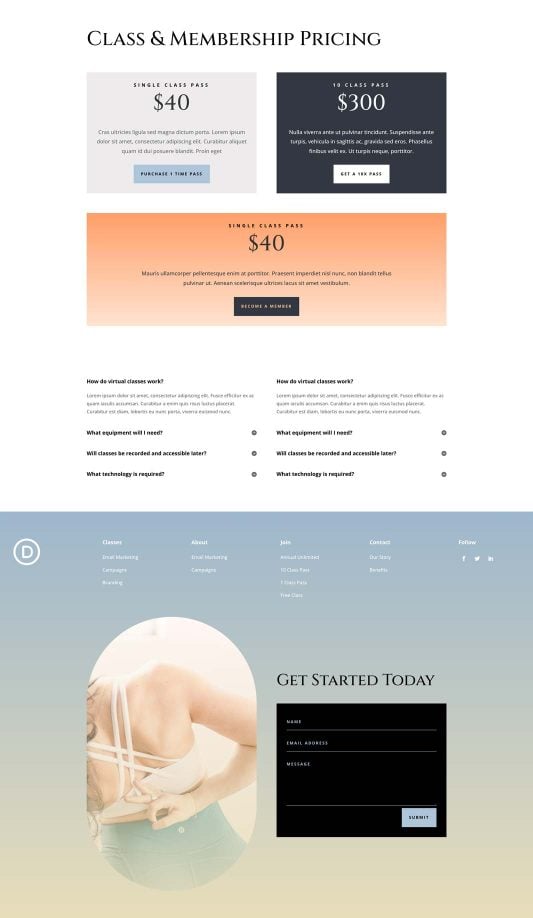 Class & Membership Pricing
SINGLE CLASS PASS
$40
Cras ultricies ligula sed magna dictum porta. Lorem ipsum
dolor sit amet, consectetur adipiscing elit. Curabitur aliquet
quam id dui posuere blandit. Proin eget
PURCHASE 1 TIME PASS
10 CLASS PASS
$300
Nulla viverra ante ut pulvinar tincidunt. Suspendisse ante
turpis, vehicula in sagittis ac, gravida sed eros. Phasellus
finibus velit ex. Ut turpis neque, porttitor.
GET A 10X PASS
SINGLE CLASS PASS
$40
Mauris ullamcorper pellentesque enim at porttitor. Praesent imperdiet nisl nunc, non blandit tellus
pulvinar ut. Aenean scelerisque ultrices lacus sit amet vestibulum.
BECOME A MEMBER
How do virtual classes work?
Lorem ipsum dolor sit amet, consectetur adipiscing elit. Fusce efficitur ex ac
quam iaculis accumsan. Curabitur a enim quis risus luctus placerat.
Curabitur est diam, lobortis eu nunc porta, viverra euismod nunc.
What equipment will I need?
Will classes be recorded and accessible later?
What technology is required?
How do virtual classes work?
Lorem ipsum dolor sit amet, consectetur adipiscing elit. Fusce efficitur ex ac
quam iaculis accumsan. Curabitur a enim quis risus luctus placerat.
Curabitur est diam, lobortis eu nunc porta, viverra euismod nunc.
What equipment will I need?
Will classes be recorded and accessible later?
What technology is required?
D
Classes
Email Marketing
Campaigns
Branding
About
Email Marketing
Campaigns
Join
Annual Unlimited
10 Class Pass
1 Class Pass
Free Class
Contact
Our Story
Benefits
Follow
Get Started Today
NAME
EMAIL ADDRESS
MESSAGE
SUBMIT